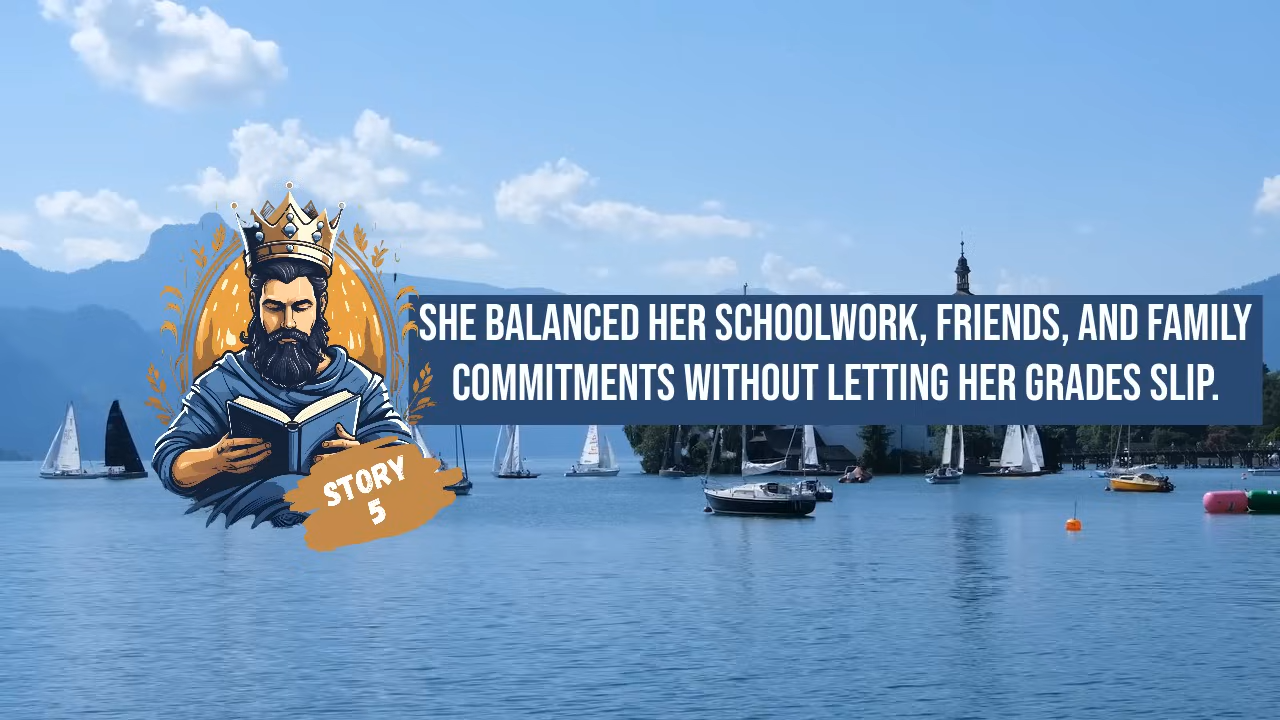 SHE BALANCED HER SCHOOLWORK, FRIENDS, AND FAMILY
COMMITMENTS WITHOUT LETTING HER GRADES SLIP.
STORY
5